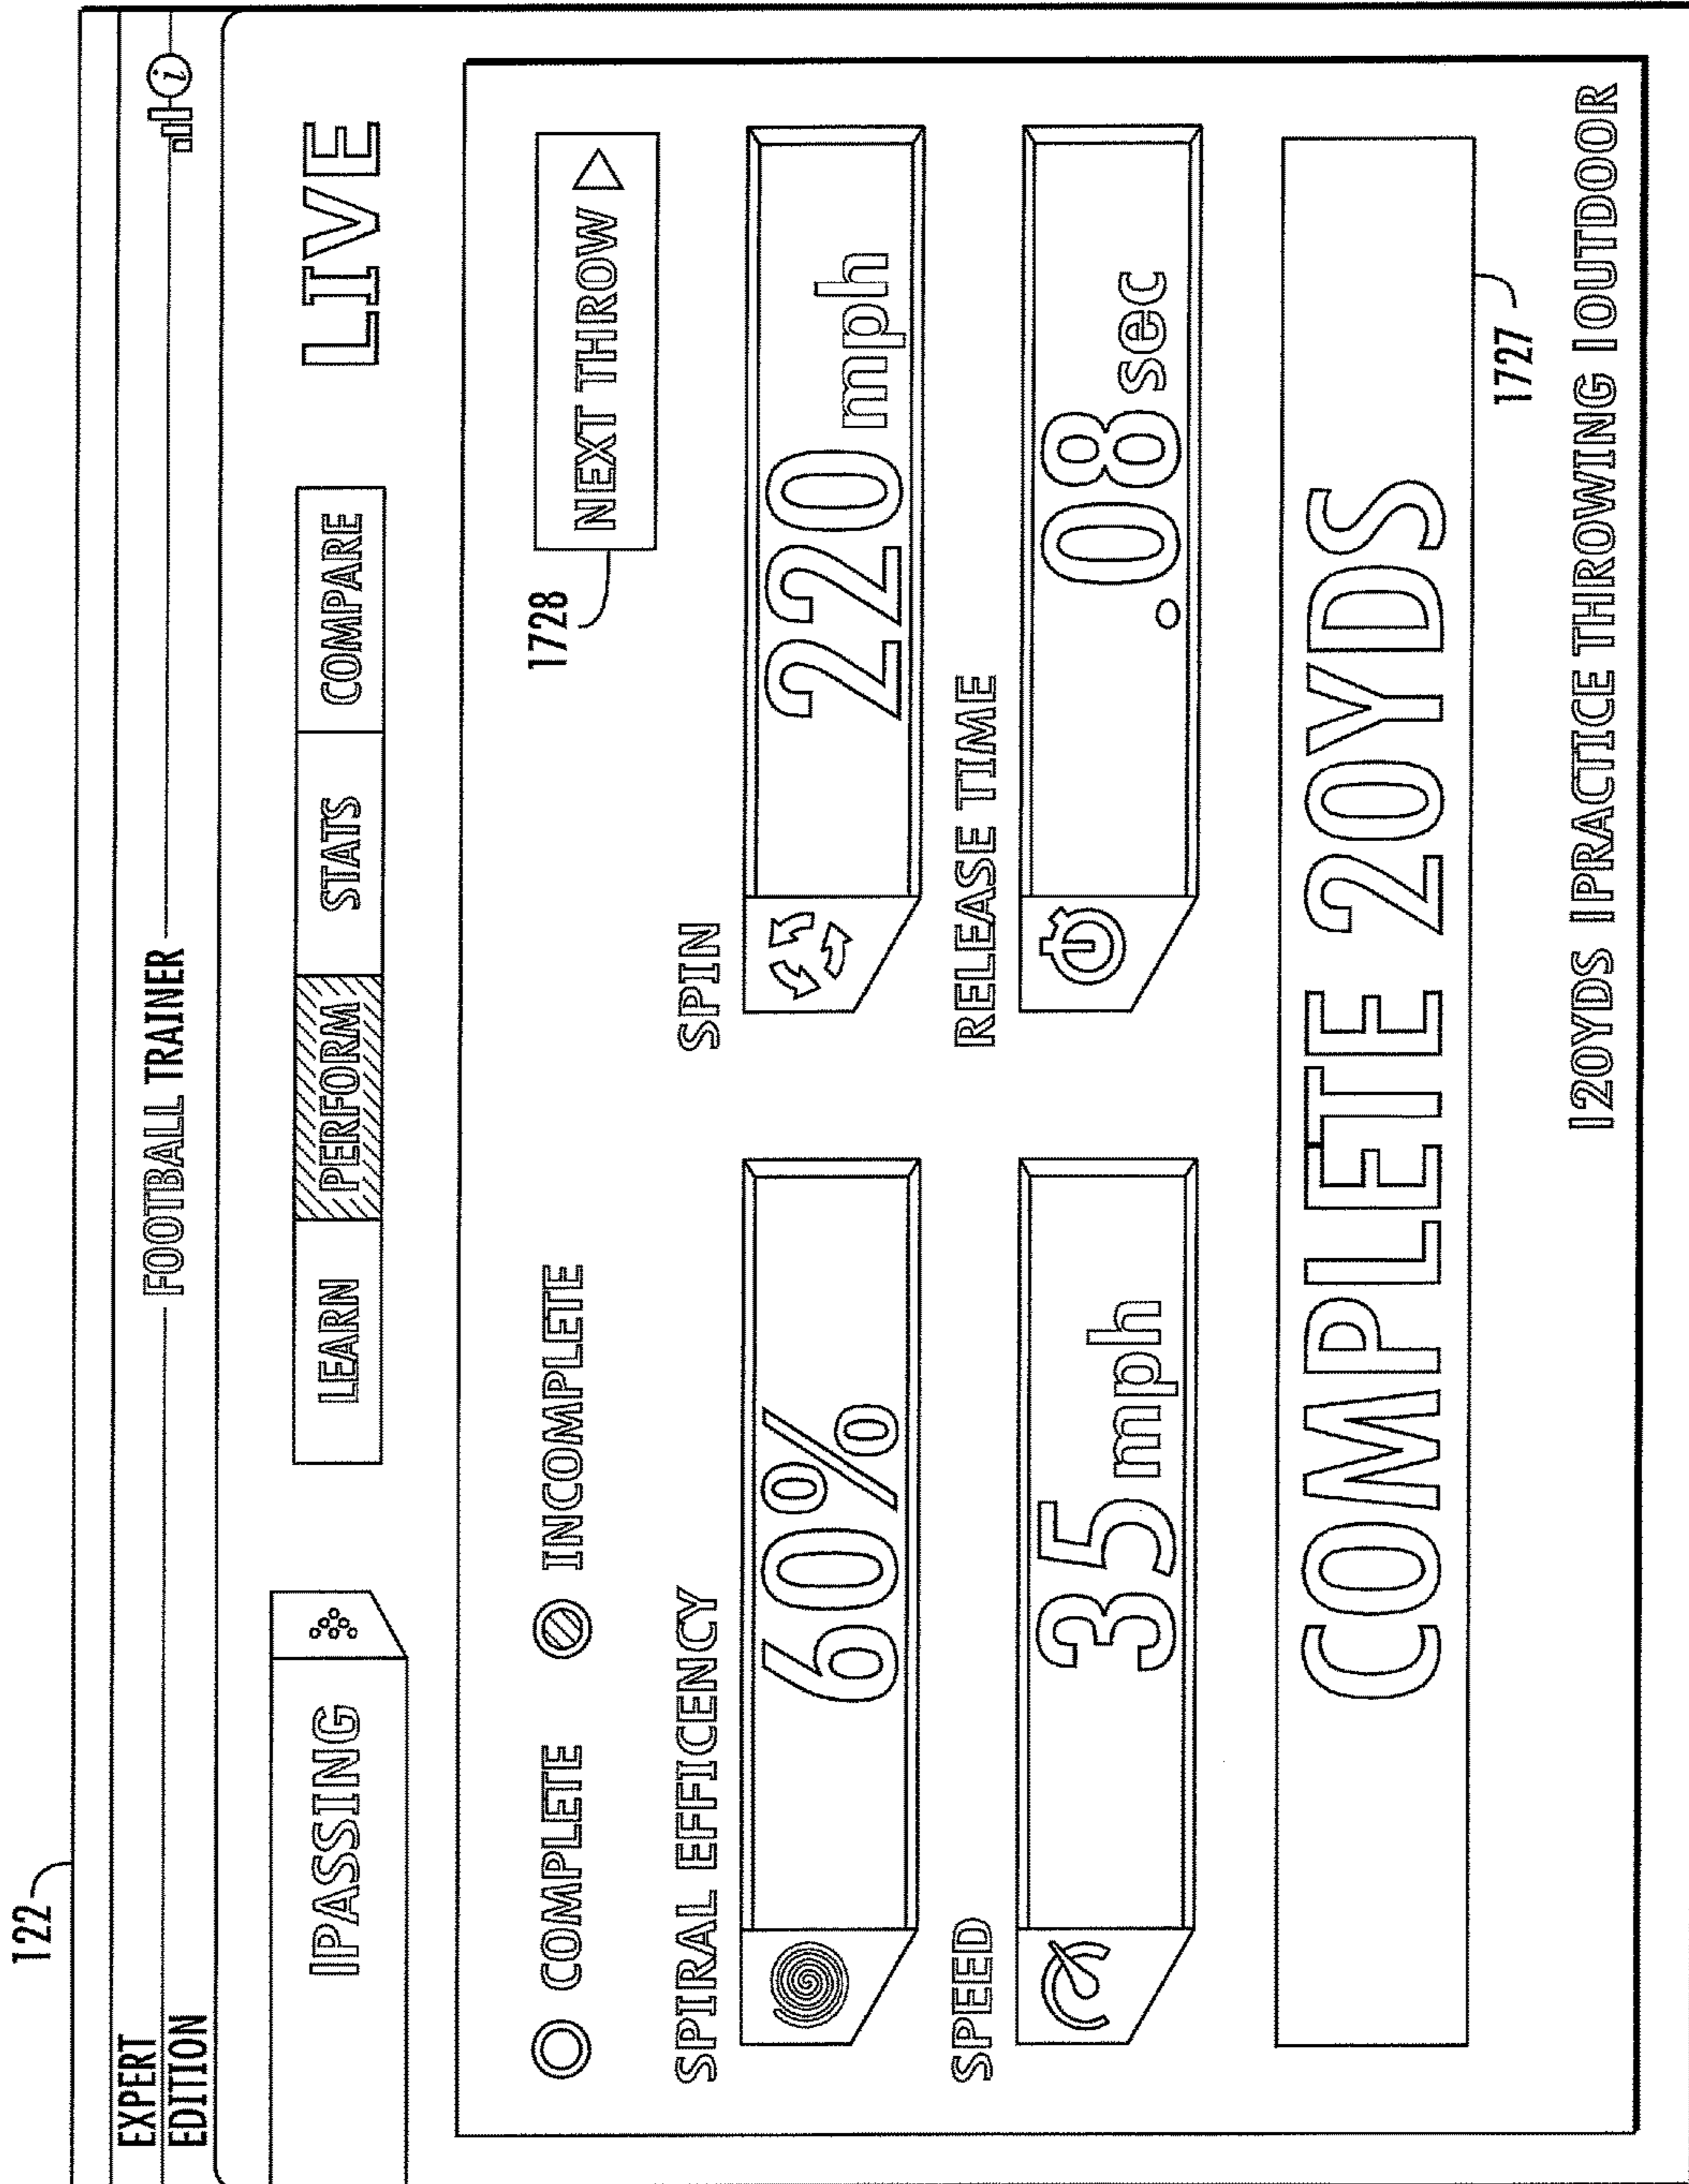 122
EXPERT
EDITION
FOOTBALL TRAINER
i
IPASSING
LEARN
PERFORM
STATS
COMPARE
LIVE
COMPLETE
INCOMPLETE
1728
NEXT THROW
SPIRAL EFFICENCY
60%
SPIN
220 mph
SPEED
35 mph
RELEASE TIME
.08 sec
COMPLETE 20YDS
1727
I20YDS IPRACTICE THROWING IOUTDOOR